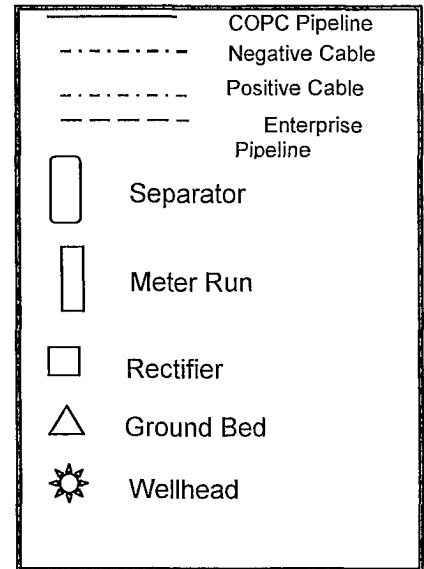 COPC Pipeline
Negative Cable
Positive Cable
Enterprise
Pipeline
Separator
Meter Run
Rectifier
Ground Bed
Wellhead